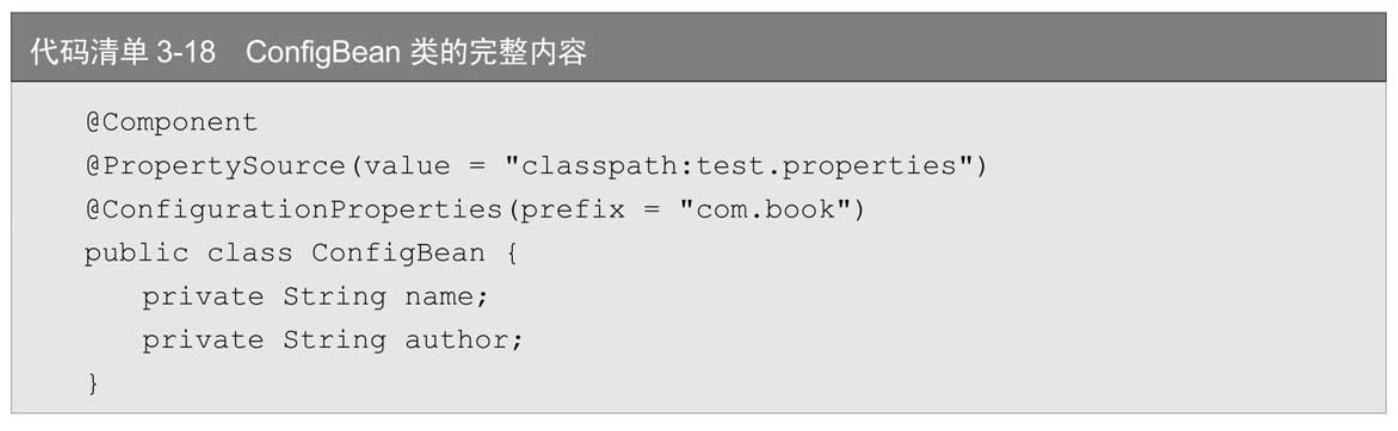 代码清单 3-18 ConfigBean 类的完整内容
@Component
@PropertySource(value = "classpath:test.properties")
@ConfigurationProperties(prefix = "com.book")
public class ConfigBean {
private String name;
private String author;
}